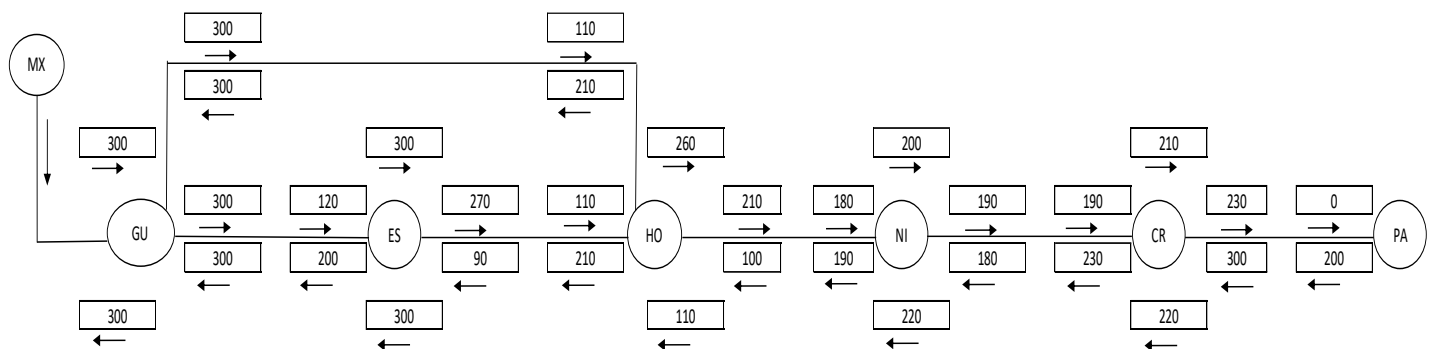 300 110
MX
300 210
300 300 260 200 210
300 120 270 110 210 180 190 190 230 0
GU ES HO NI CR PA
300 200 90 210 100 190 180 230 300 200
300 300 110 220 220